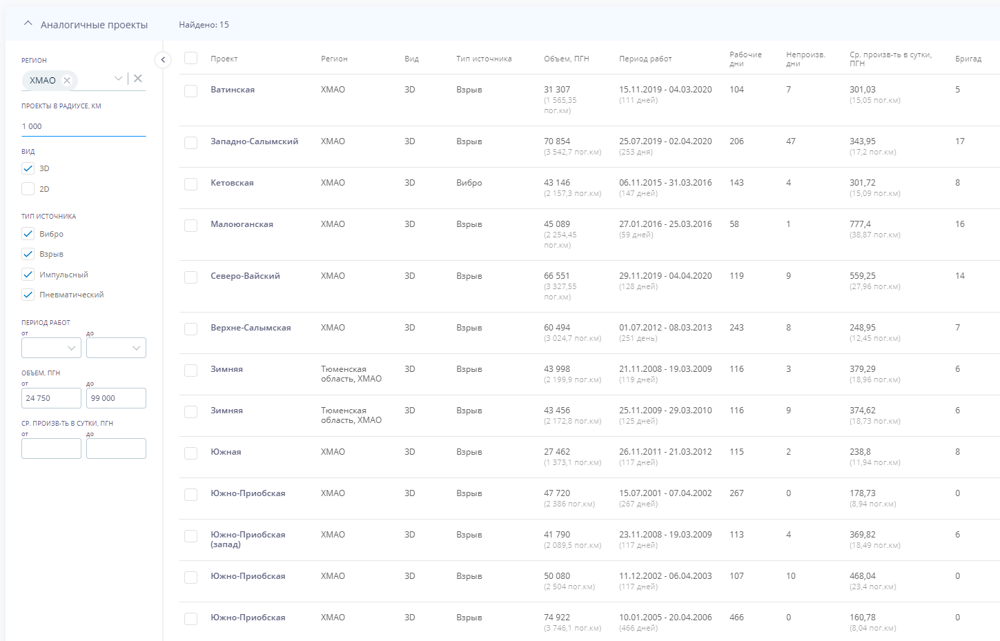 Аналогичные проекты
Найдено: 15
РЕГИОН
ХМАО
ПРОЕКТЫ В РАДИУСЕ, КМ
1 000
ВИД
3D
2D
ТИП ИСТОЧНИКА
Вибро
Взрыв
Импульсный
Пневматический
ПЕРИОД РАБОТ
от до
ОБЪЕМ, ПГН
от до
24 750 99 000
СР. ПРОИЗВ-ТЬ В СУТКИ, ПГН
от до
Проект Регион Вид Тип источника Объем, ПГН Период работ Рабочие дни Непроизв. дни Ср. произв-ть в сутки, ПГН Бригад
Ватинская ХМАО 3D Взрыв 31 307 15.11.2019 - 04.03.2020 104 7 301,03 5
(1 565,35 (111 дней) (15,05 пог.км)
пог.км)
Западно-Салымский ХМАО 3D Взрыв 70 854 25.07.2019 - 02.04.2020 206 47 343,95 17
(3 542,7 пог.км) (253 дня) (17,2 пог.км)
Кетовская ХМАО 3D Вибро 43 146 06.11.2015 - 31.03.2016 143 4 301,72 8
(2 157,3 пог.км) (147 дней) (15,09 пог.км)
Малоюганская ХМАО 3D Взрыв 45 089 27.01.2016 - 25.03.2016 58 1 777,4 16
(2 254,45 (59 дней) (38,87 пог.км)
пог.км)
Северо-Вайский ХМАО 3D Взрыв 66 551 29.11.2019 - 04.04.2020 119 9 559,25 14
(3 327,55 (128 дней) (27,96 пог.км)
пог.км)
Верхне-Салымская ХМАО 3D Взрыв 60 494 01.07.2012 - 08.03.2013 243 8 248,95 7
(3 024,7 пог.км) (251 день) (12,45 пог.км)
Зимняя Тюменская 3D Взрыв 43 998 21.11.2008 - 19.03.2009 116 3 379,29 6
область, ХМАО (2 199,9 пог.км) (119 дней) (18,96 пог.км)
Зимняя Тюменская 3D Взрыв 43 456 25.11.2009 - 29.03.2010 116 9 374,62 6
область, ХМАО (2 172,8 пог.км) (125 дней) (18,73 пог.км)
Южная ХМАО 3D Взрыв 27 462 26.11.2011 - 21.03.2012 115 2 238,8 8
(1 373,1 пог.км) (117 дней) (11,94 пог.км)
Южно-Приобская ХМАО 3D Взрыв 47 720 15.07.2001 - 07.04.2002 267 0 178,73 0
(2 386 пог.км) (267 дней) (8,94 пог.км)
Южно-Приобская ХМАО 3D Взрыв 41 790 23.11.2008 - 19.03.2009 113 4 369,82 6
(запад) (2 089,5 пог.км) (117 дней) (18,49 пог.км)
Южно-Приобская ХМАО 3D Взрыв 50 080 11.12.2002 - 06.04.2003 107 10 468,04 0
(2 504 пог.км) (117 дней) (23,4 пог.км)
Южно-Приобская ХМАО 3D Взрыв 74 922 10.01.2005 - 20.04.2006 466 0 160,78 0
(3 746,1 пог.км) (466 дней) (8,04 пог.км)